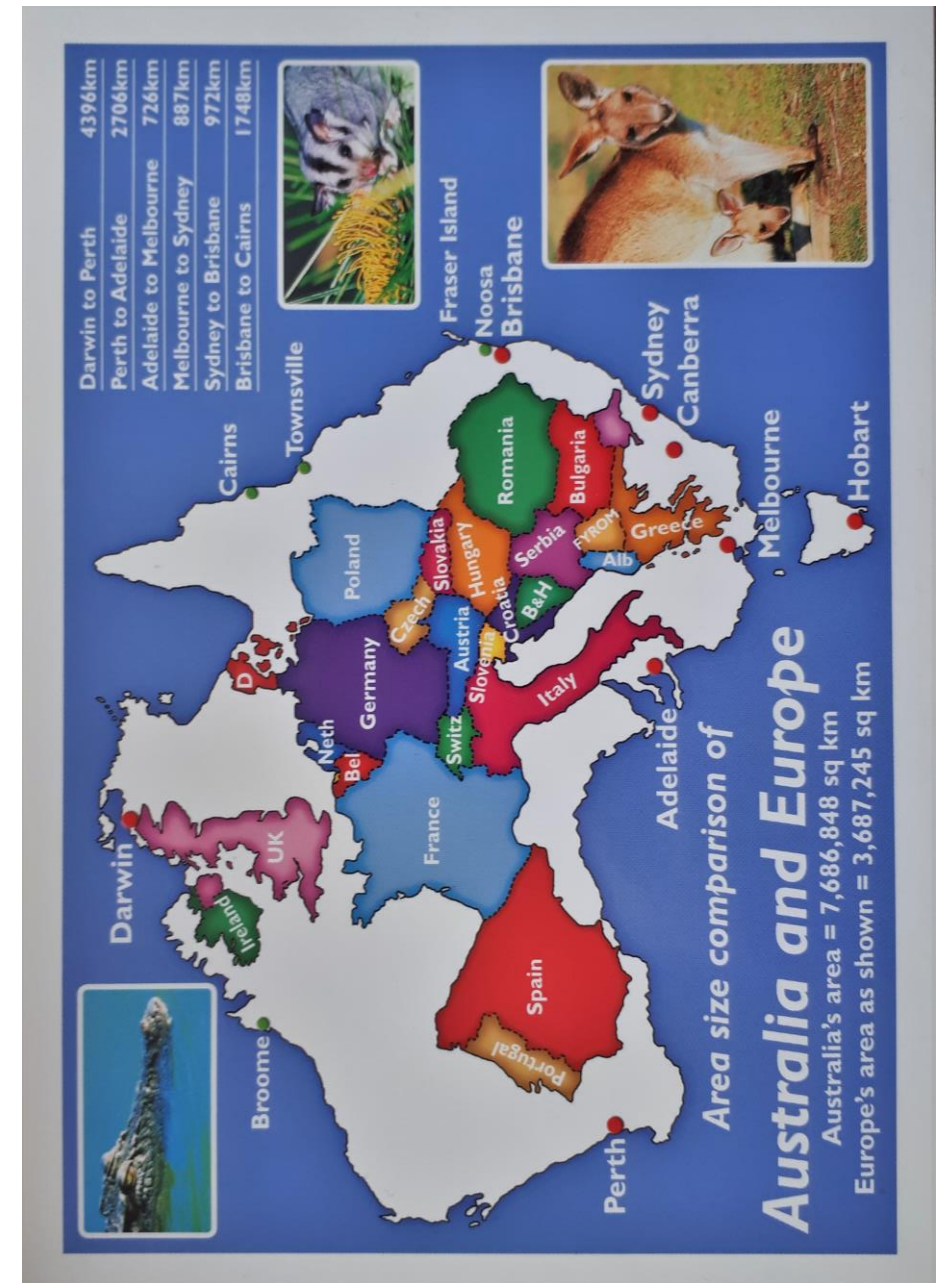 Darwin to Perth 4396km
Perth to Adelaide 2706km
Adelaide to Melbourne 726km
Melbourne to Sydney 887km
Sydney to Brisbane 972km
Brisbane to Cairns 1748km
Darwin
Broome
Cairns
Townsville
Fraser Island
Noosa
Brisbane
Sydney
Canberra
Melbourne
Hobart
Adelaide
Perth
Ireland
UK
D
Neth
Bel
Germany
Poland
Czech
Slovakia
France
Switz
Austria
Hungary
Slovenia
Croatia
Romania
B&H
Serbia
Bulgaria
Italy
FYROM
Alb
Greece
Spain
Portugal
Area size comparison of
Australia and Europe
Australia's area = 7,686,848 sq km
Europe's area as shown = 3,687,245 sq km